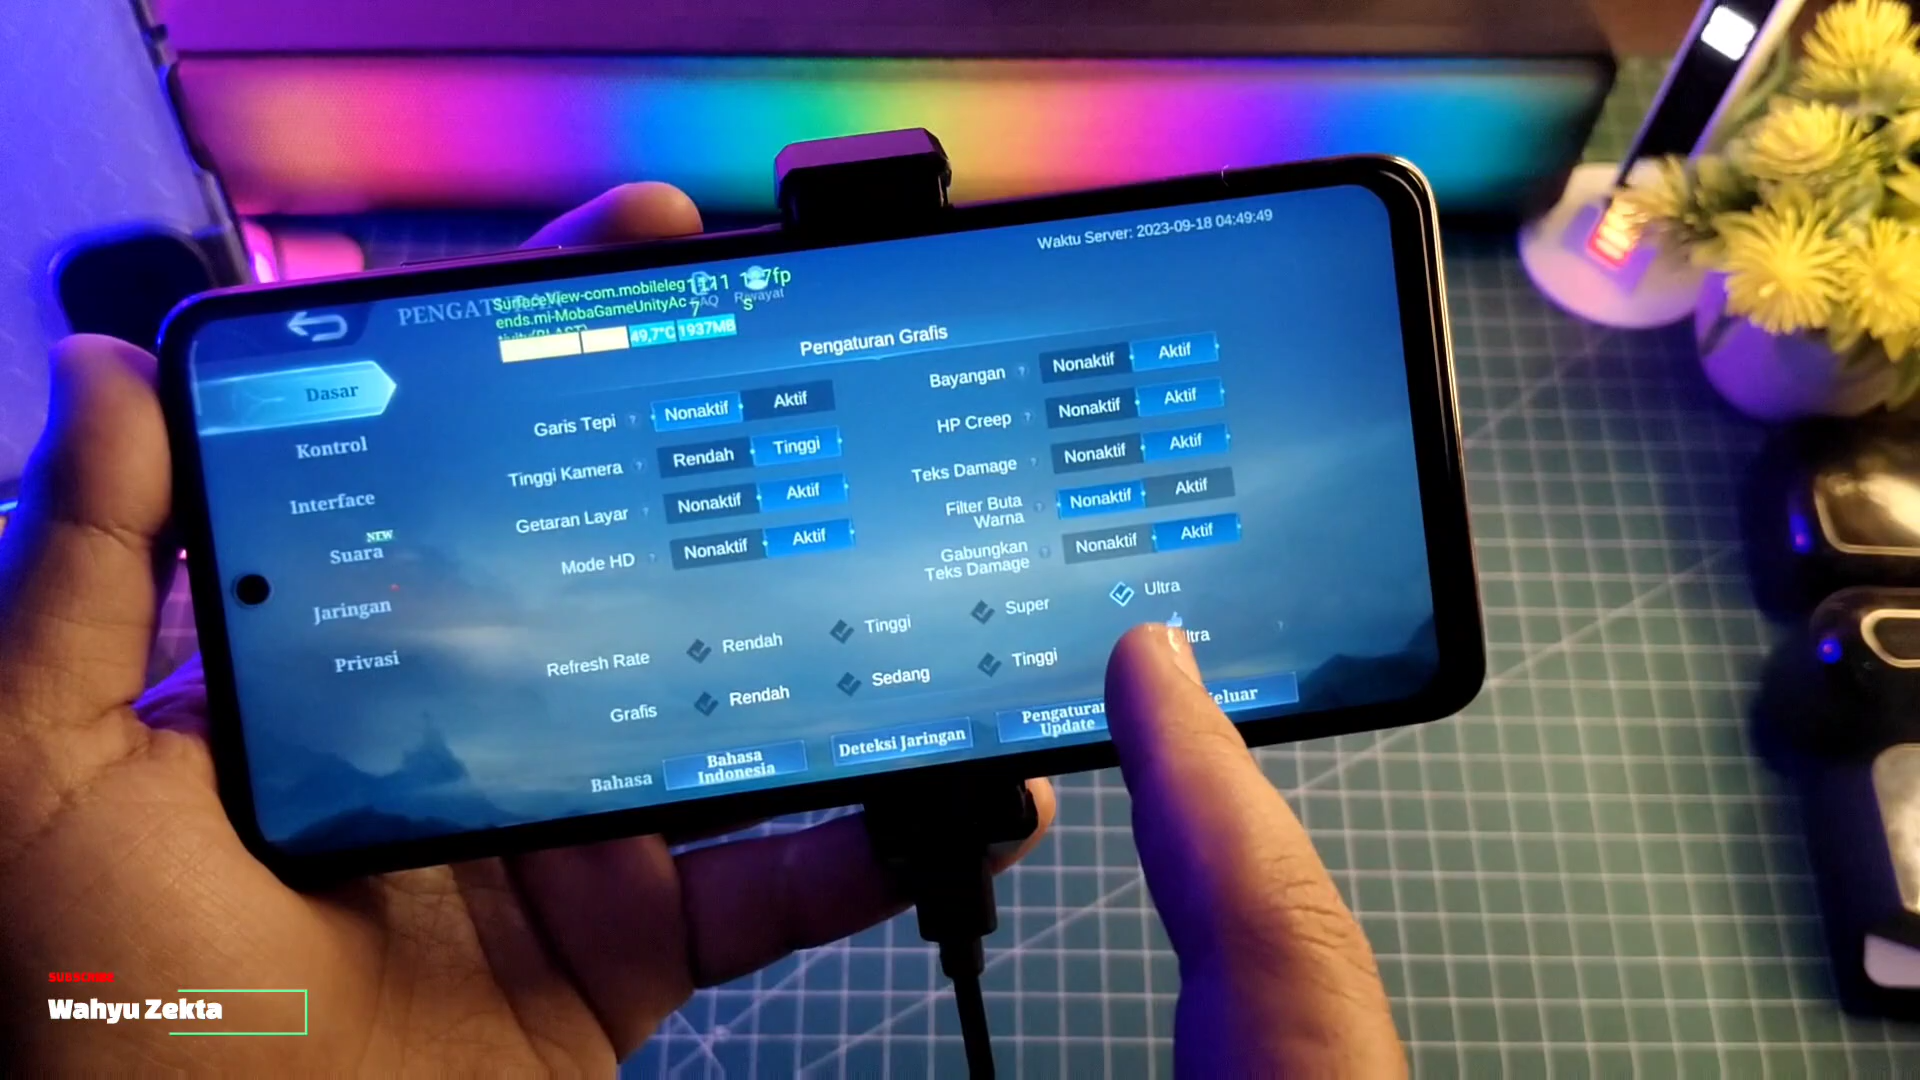 Waktu Server: 2023-09-18 04:49:49
PENGAT
SurfaceView-com.mobileleg
ends.mi-MobaGameUnityAc
FAQ
Riwayat
49,7°C 1937MB
Pengaturan Grafis
Dasar
Kontrol
Interface
NEW
Suara
Jaringan
Privasi
Garis Tepi ? Nonaktif Aktif
Tinggi Kamera ? Rendah Tinggi
Getaran Layar ? Nonaktif Aktif
Mode HD ? Nonaktif Aktif
Bayangan ? Nonaktif Aktif
HP Creep ? Nonaktif Aktif
Teks Damage ? Nonaktif Aktif
Filter Buta
Warna ? Nonaktif Aktif
Gabungkan
Teks Damage ? Nonaktif Aktif
Refresh Rate Rendah Tinggi Super Ultra
Grafis Rendah Sedang Tinggi
Bahasa
Bahasa
Indonesia
Deteksi Jaringan
Update
SUBSCRIBE
Wahyu Zekta